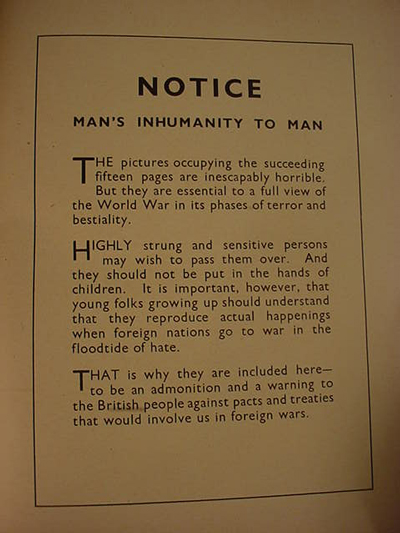 NOTICE
MAN'S INHUMANITY TO MAN
THE pictures occupying the succeeding
fifteen pages are inescapably horrible.
But they are essential to a full view of
the World War in its phases of terror and
bestiality.
HIGHLY strung and sensitive persons
may wish to pass them over. And
they should not be put in the hands of
children. It is important, however, that
young folks growing up should understand
that they reproduce actual happenings
when foreign nations go to war in the
floodtide of hate.
THAT is why they are included here—
to be an admonition and a warning to
the British people against pacts and treaties
that would involve us in foreign wars.